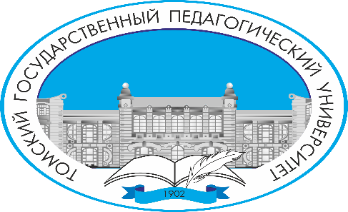 ТОМСКИЙ ГОСУДАРСТВЕННЫЙ ПЕДАГОГИЧЕСКИЙ УНИВЕРСИТЕТ
1902